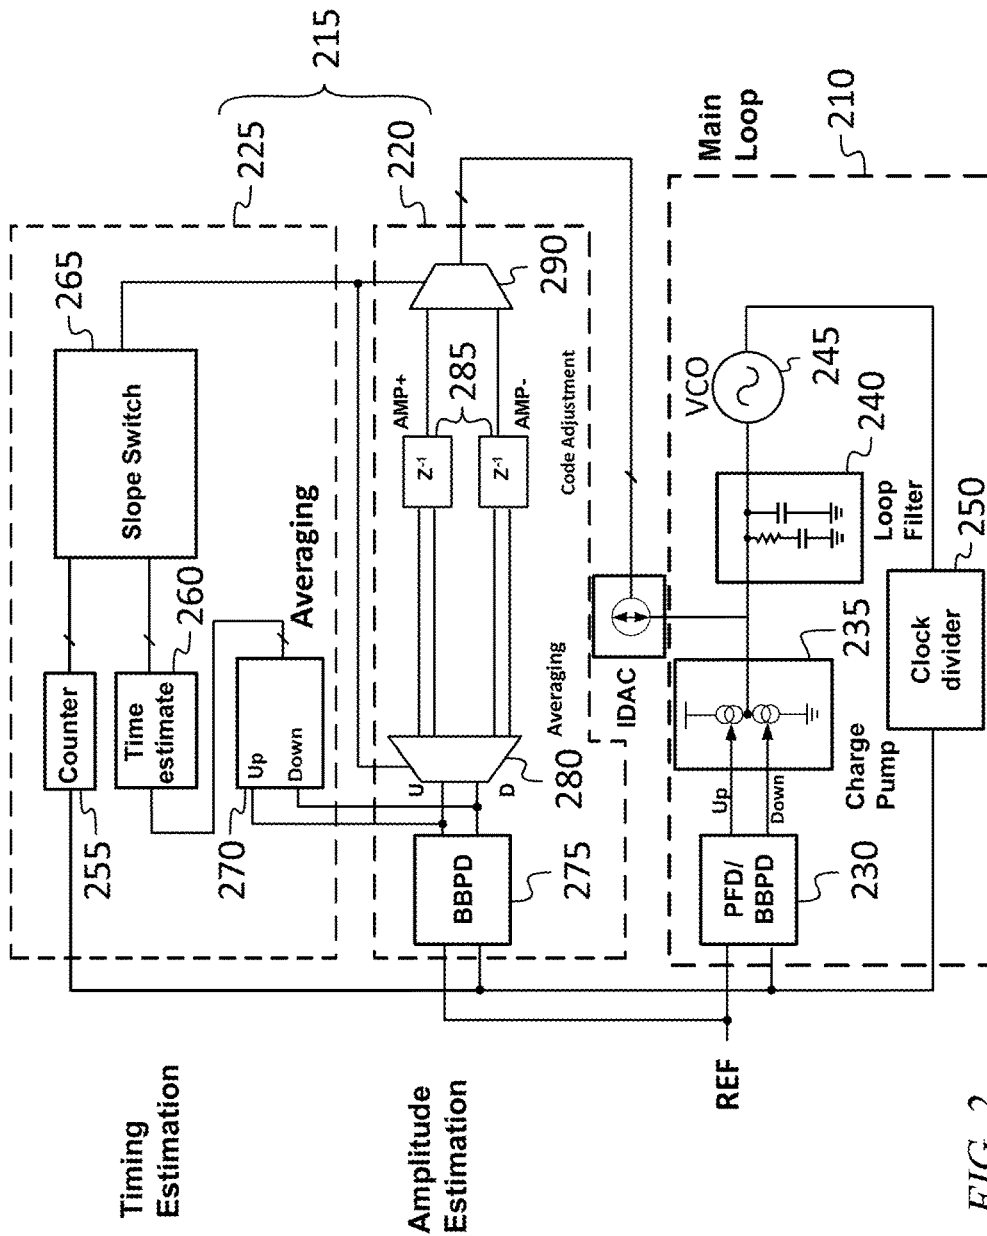 Timing
Estimation
Amplitude
Estimation
REF
215
225
220
265
Slope Switch
260
Averaging
Counter
Time
estimate
255
Up
Down
270
290
285
AMP+
AMP-
Z⁻¹
Z⁻¹
Code Adjustment
Averaging
U
D
280
BBPD
275
IDAC
Main
Loop
210
VCO
245
240
Loop
Filter
250
Clock
divider
235
Charge
Pump
Up
Down
PFD/
BBPD
230
FIG. 2